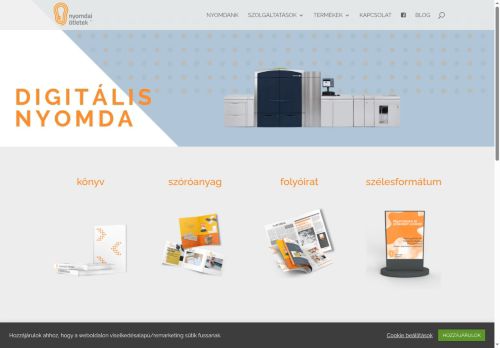 nyomdai
ötletek
NYOMDÁNK
SZOLGÁLTATÁSOK
TERMÉKEK
KAPCSOLAT
BLOG
DIGITÁLIS
NYOMDA
könyv
szóróanyag
folyóirat
szélesformátum
Hozzájárulok ahhoz, hogy a weboldalon viselkedésalapú/remarketing sütik fussanak.
Cookie beállítások
HOZZÁJÁRULOK